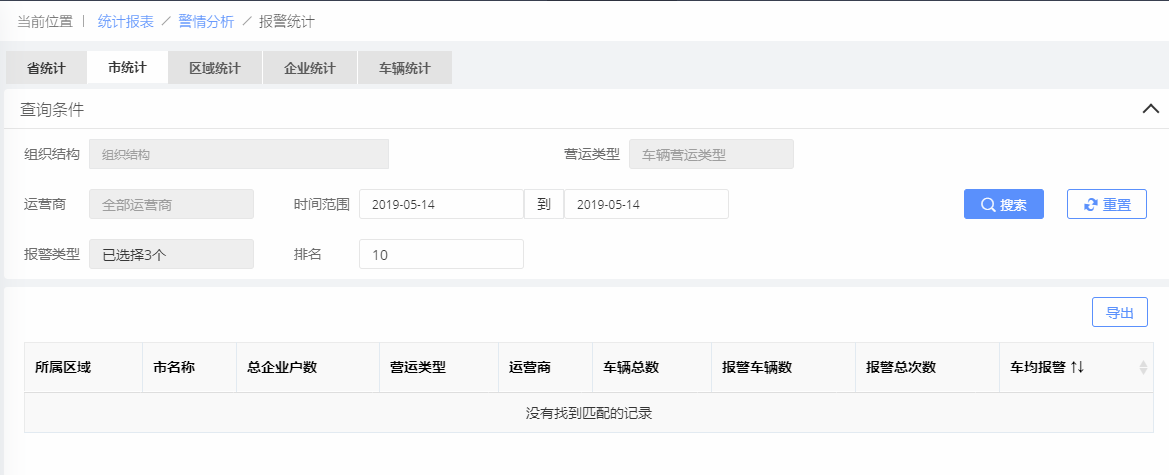 当前位置 | 统计报表 / 警情分析 / 报警统计
省统计 市统计 区域统计 企业统计 车辆统计
查询条件
组织结构 组织结构 营运类型 车辆营运类型
运营商 全部运营商 时间范围 2019-05-14 到 2019-05-14 搜索 重置
报警类型 已选择3个 排名 10
导出
所属区域 市名称 总企业户数 营运类型 运营商 车辆总数 报警车辆数 报警总次数 车均报警 ↑↓
没有找到匹配的记录